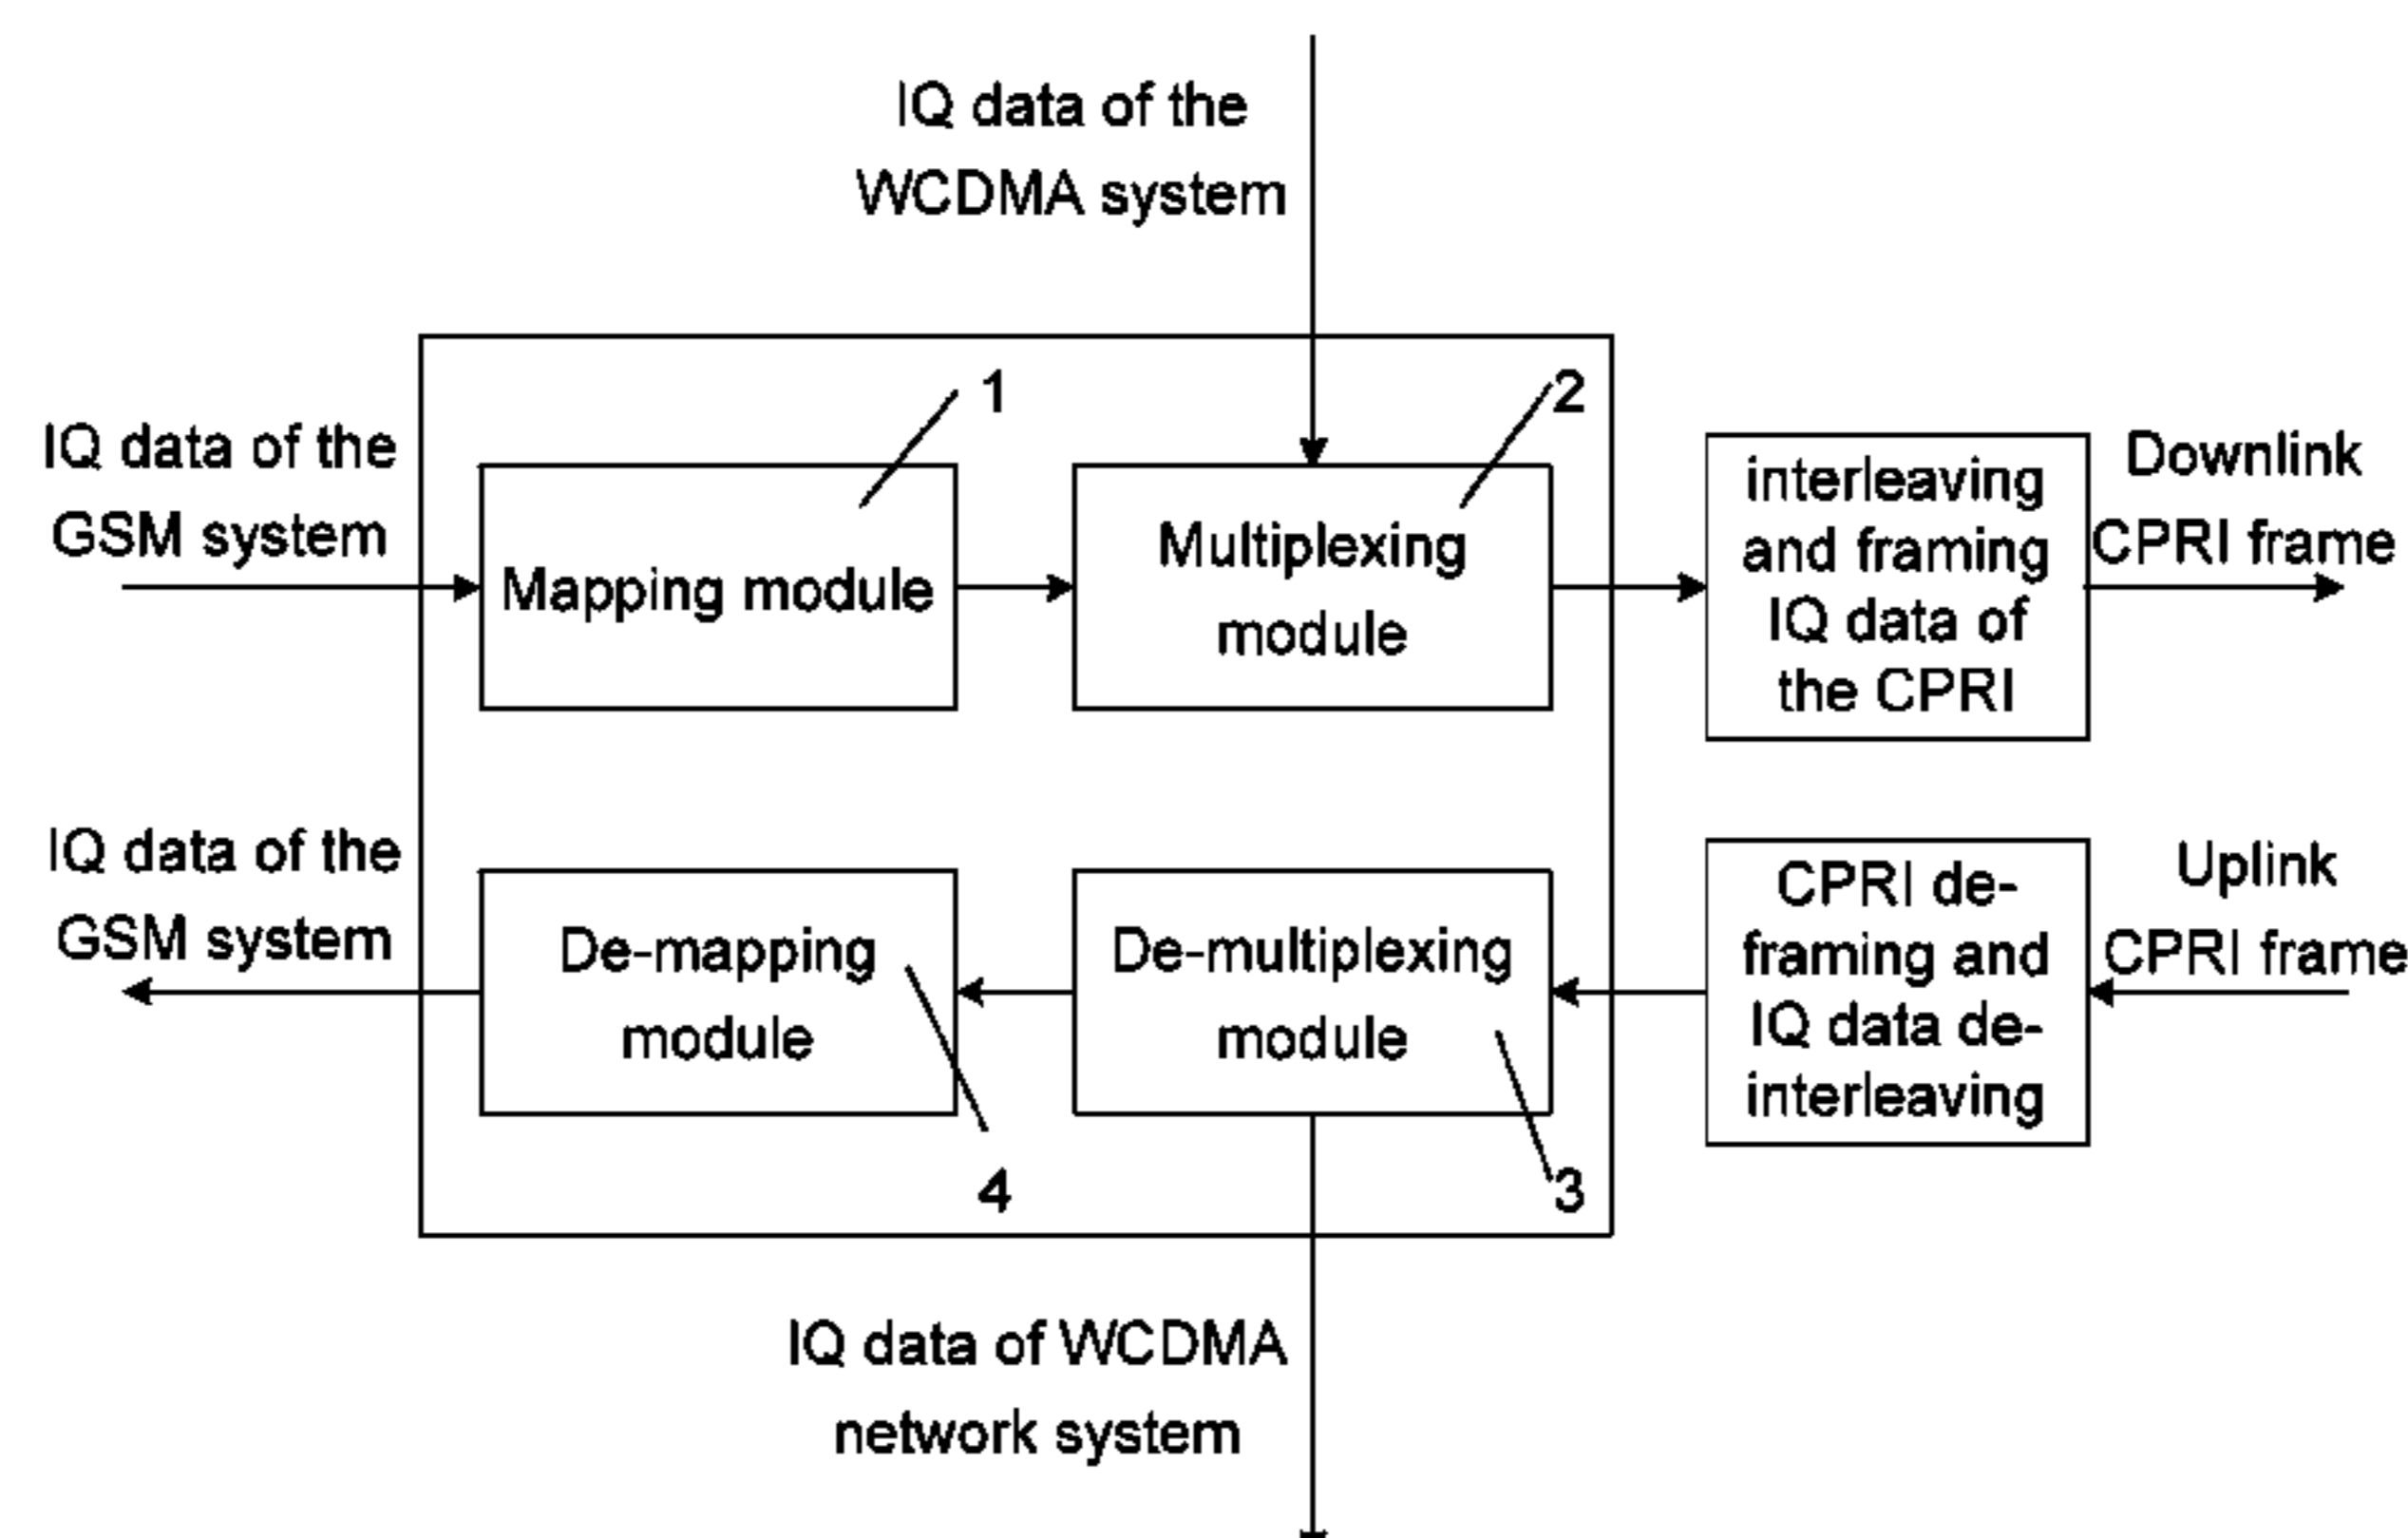 IQ data of the
WCDMA system
1
2
IQ data of the
GSM system
Mapping module
Multiplexing
module
interleaving
and framing
IQ data of
the CPRI
Downlink
CPRI frame
IQ data of the
GSM system
De-mapping
module
De-multiplexing
module
CPRI de-
framing and
IQ data de-
interleaving
Uplink
CPRI frame
4
3
IQ data of WCDMA
network system